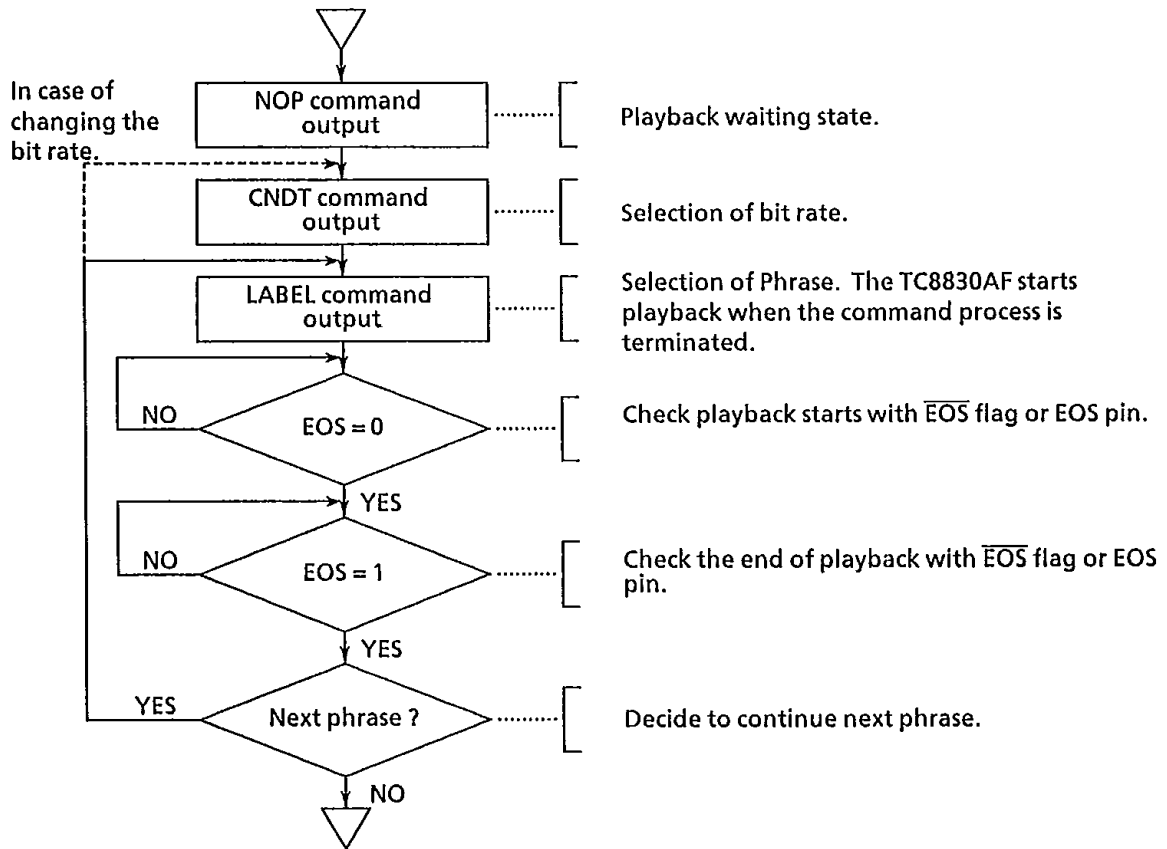 In case of
changing the
bit rate.
NOP command
output
Playback waiting state.
CNDT command
output
Selection of bit rate.
LABEL command
output
Selection of Phrase. The TC8830AF starts
playback when the command process is
terminated.
NO
EOS = 0
Check playback starts with E̅O̅S̅ flag or EOS pin.
YES
NO
EOS = 1
Check the end of playback with E̅O̅S̅ flag or EOS
pin.
YES
YES
Next phrase ?
Decide to continue next phrase.
NO